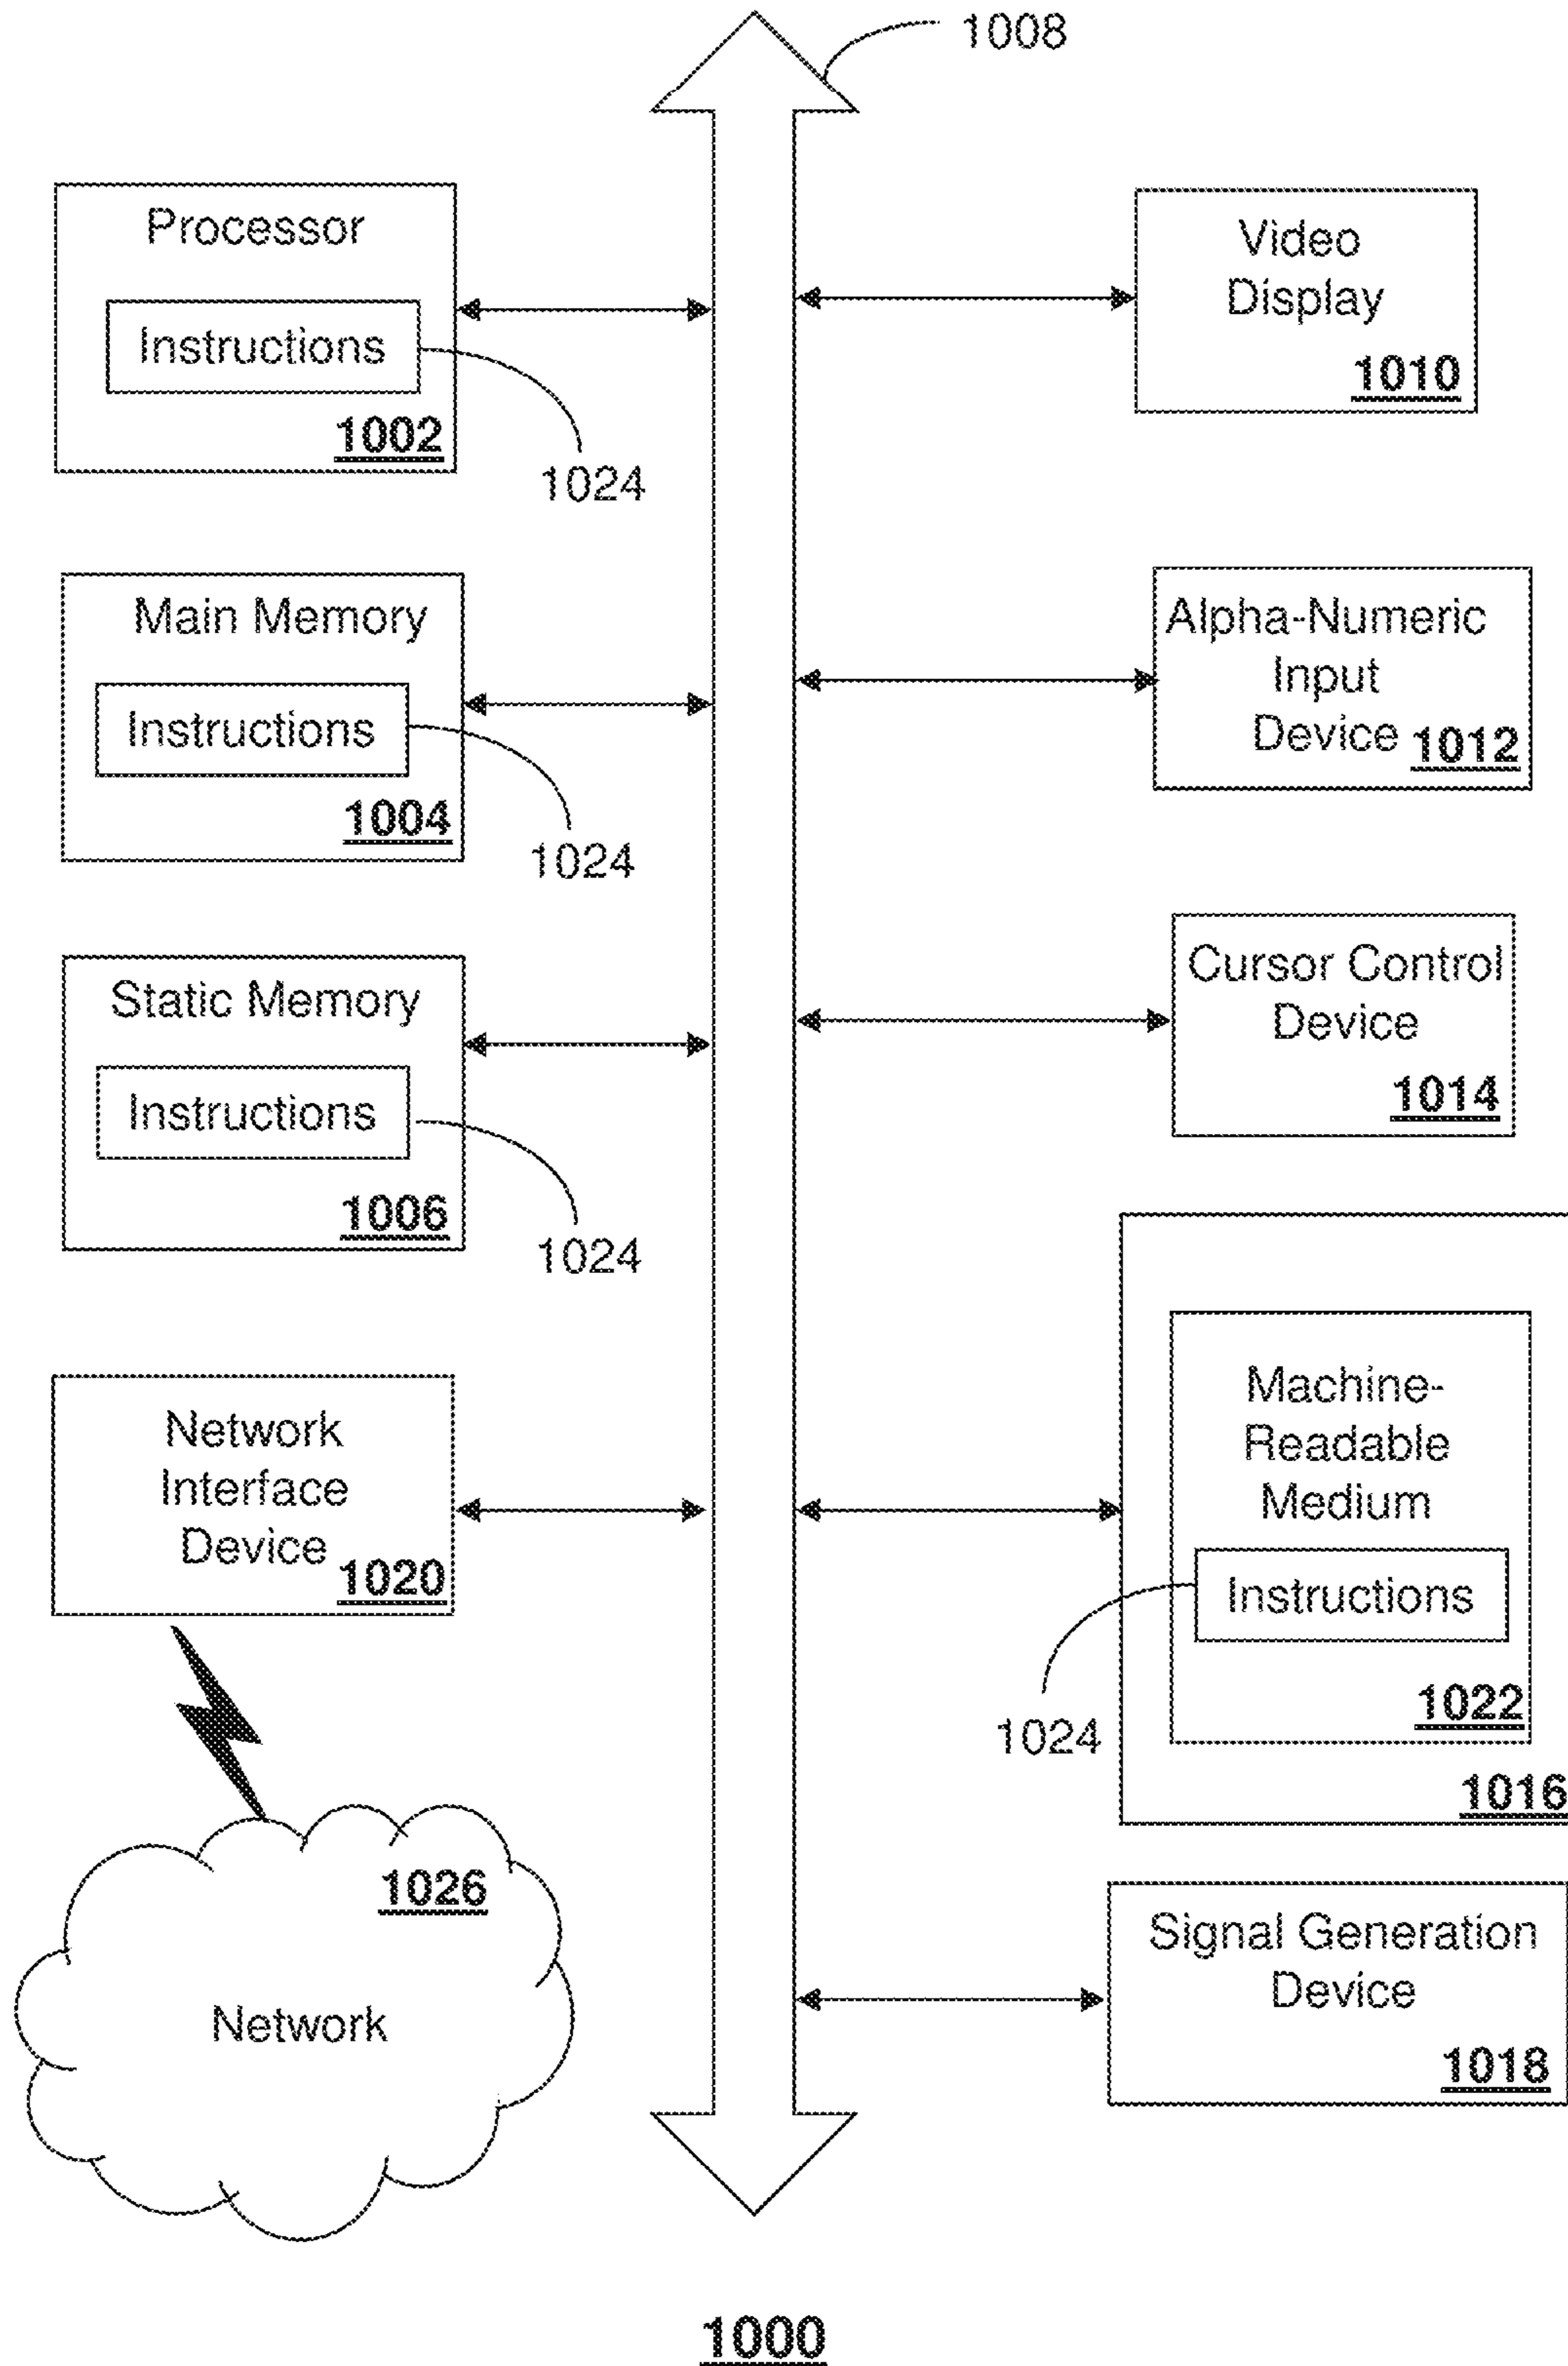 1008
Processor
Instructions
1002
1024
Main Memory
Instructions
1004
1024
Static Memory
Instructions
1006
1024
Network
Interface
Device
1020
1026
Network
Video
Display
1010
Alpha-Numeric
Input
Device
1012
Cursor Control
Device
1014
Machine-
Readable
Medium
Instructions
1022
1024
1016
Signal Generation
Device
1018
1000